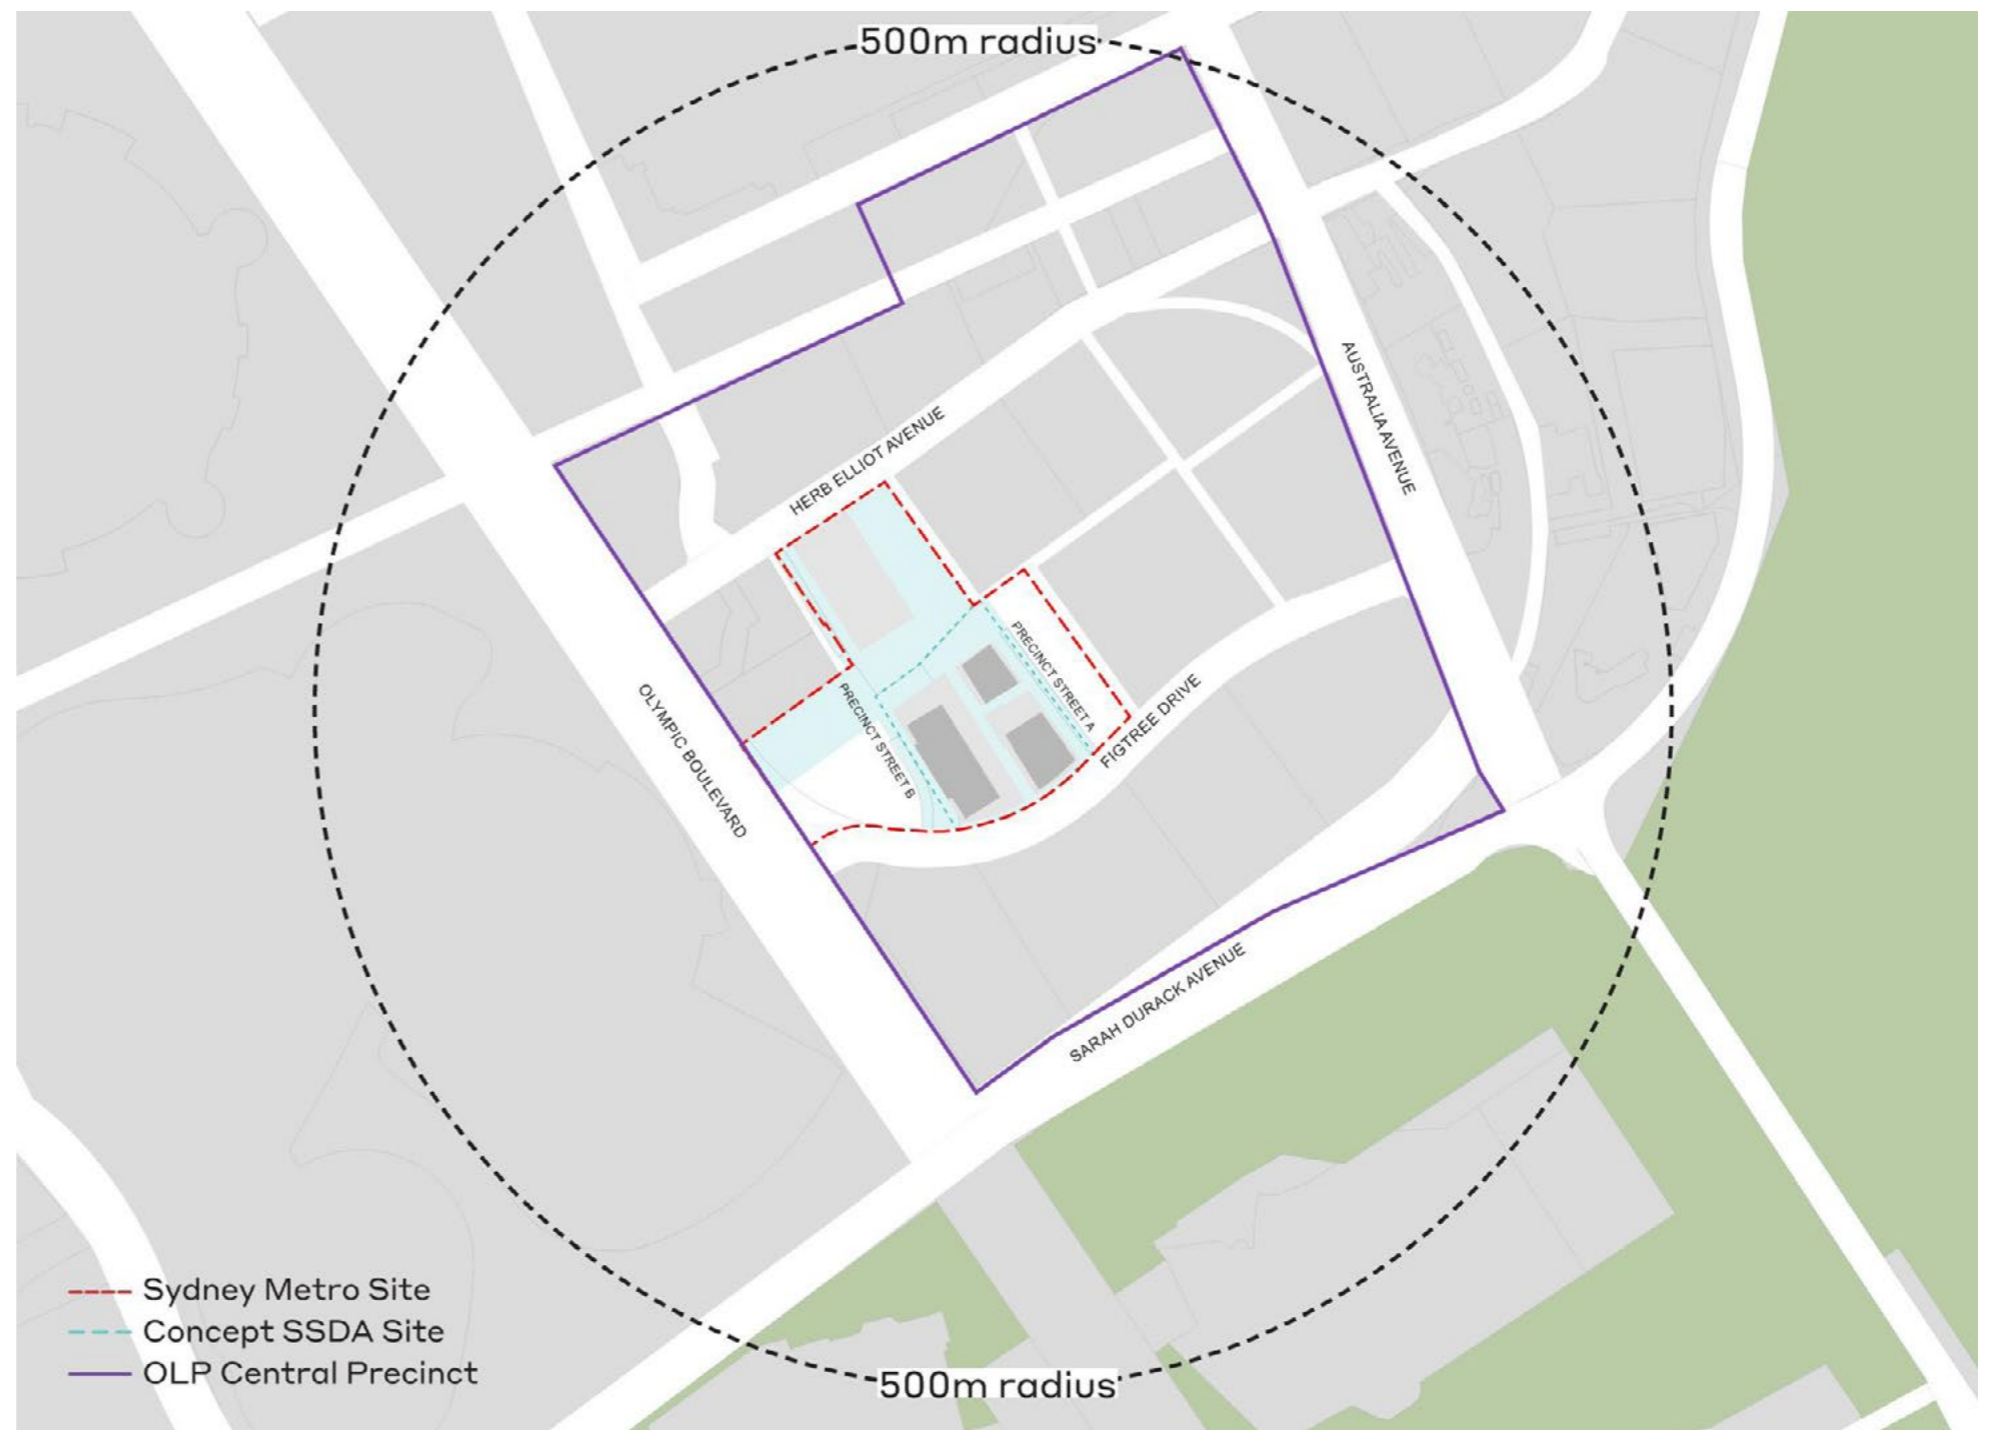 500m radius
HERB ELLIOT AVENUE
AUSTRALIA AVENUE
PRECINCT STREET A
PRECINCT STREET B
FIGTREE DRIVE
OLYMPIC BOULEVARD
SARAH DURACK AVENUE
Sydney Metro Site
Concept SSDA Site
OLP Central Precinct
500m radius